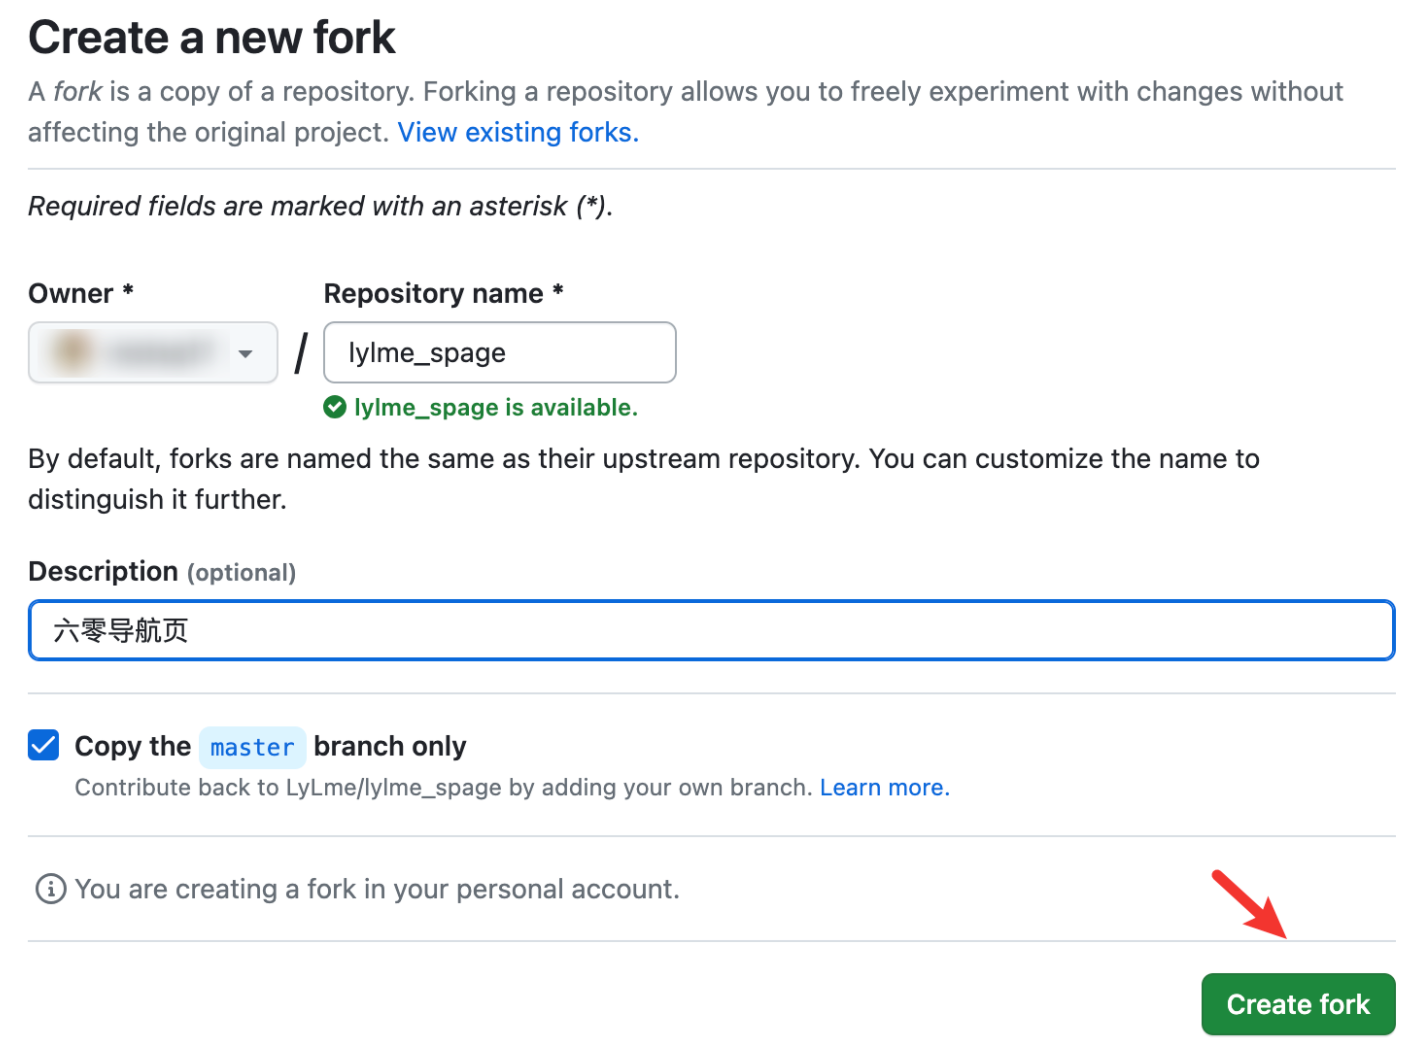 Create a new fork
A fork is a copy of a repository. Forking a repository allows you to freely experiment with changes without
affecting the original project. View existing forks.
Required fields are marked with an asterisk (*).
Owner *
Repository name *
/
lylme_spage
lylme_spage is available.
By default, forks are named the same as their upstream repository. You can customize the name to
distinguish it further.
Description (optional)
六零导航页
Copy the master branch only
Contribute back to LyLme/lylme_spage by adding your own branch. Learn more.
You are creating a fork in your personal account.
Create fork